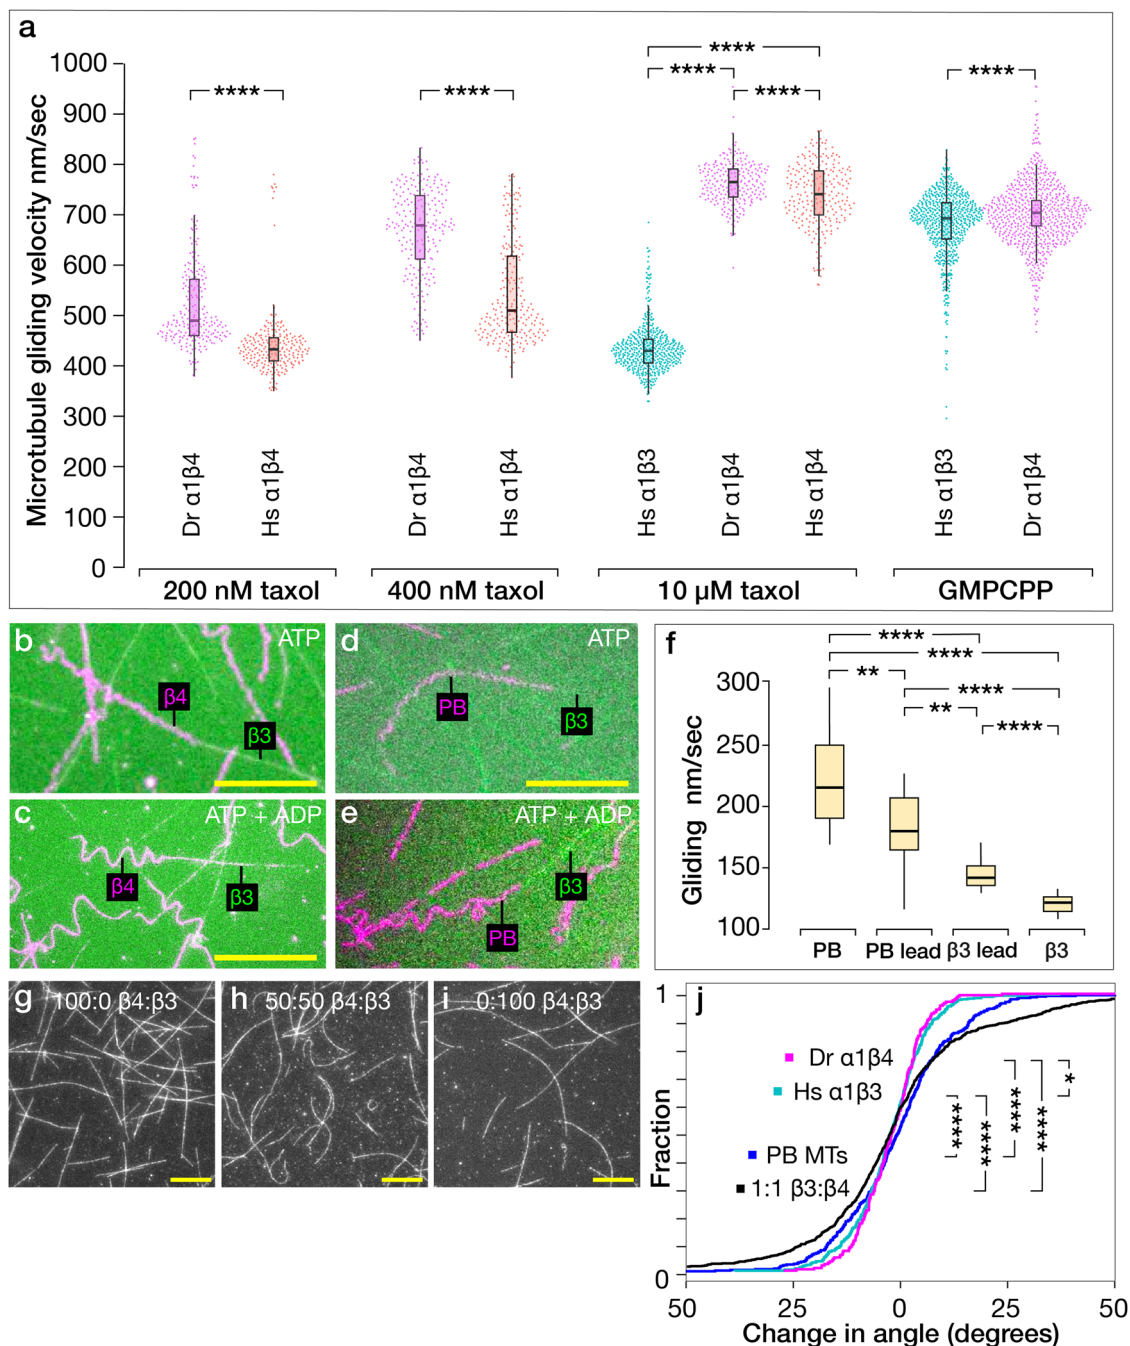 a
Microtubule gliding velocity nm/sec
1000
900
800
700
600
500
400
300
200
100
0
****
****
****
****
****
****
Dr α1β4
Hs α1β4
Dr α1β4
Hs α1β4
Hs α1β3
Dr α1β4
Hs α1β4
Hs α1β3
Dr α1β4
200 nM taxol
400 nM taxol
10 µM taxol
GMPCPP
b
ATP
β4
β3
c
ATP + ADP
β4
β3
d
ATP
PB
β3
e
ATP + ADP
β3
PB
f
Gliding nm/sec
300
250
200
150
100
****
****
**
****
**
****
PB
PB lead
β3 lead
β3
g
100:0 β4:β3
h
50:50 β4:β3
i
0:100 β4:β3
j
Fraction
1
0
Dr α1β4
Hs α1β3
PB MTs
1:1 β3:β4
****
****
****
****
*
50
25
0
25
50
Change in angle (degrees)